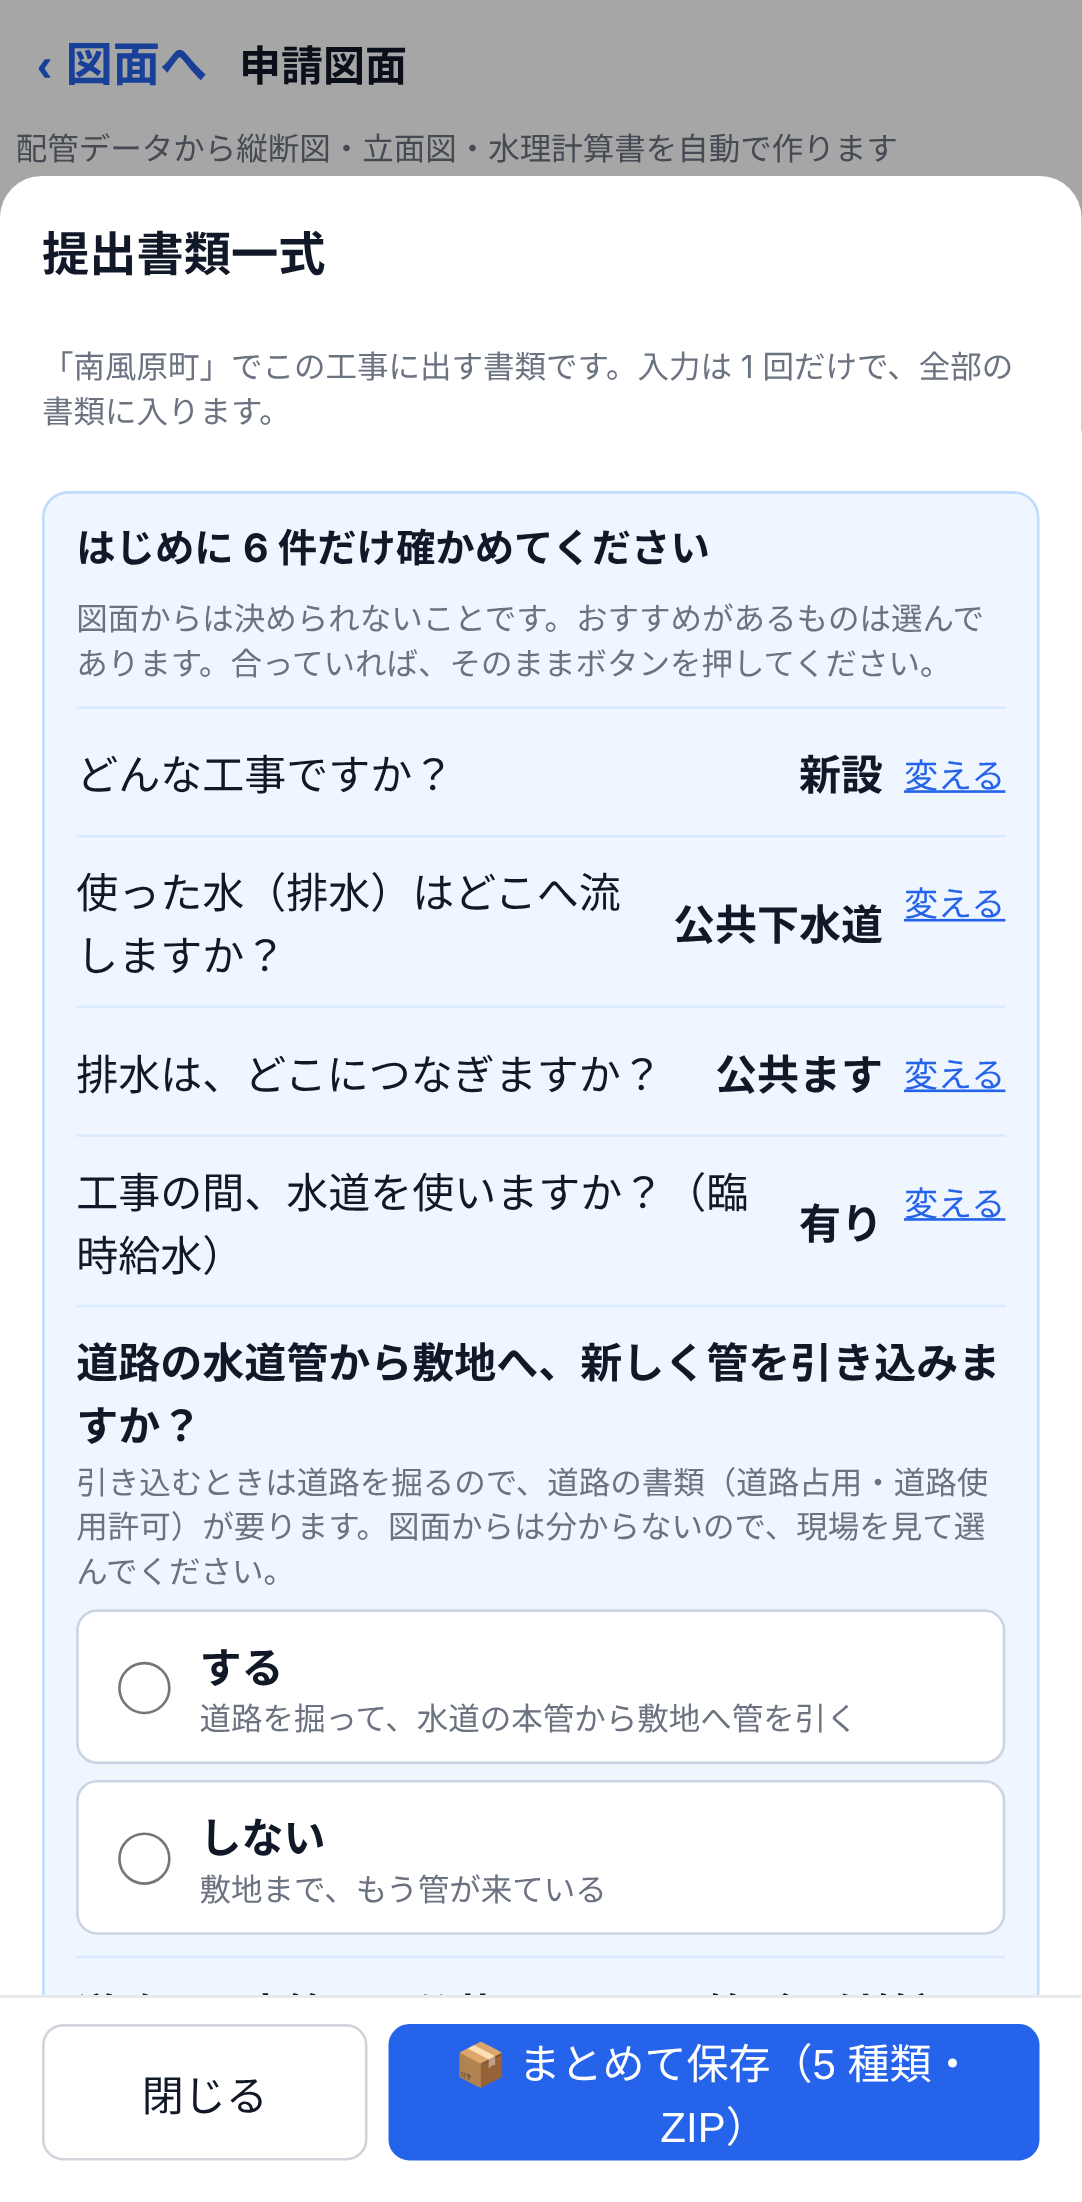 ‹ 図面へ 申請図面
配管データから縦断図・立面図・水理計算書を自動で作ります
提出書類一式
「南風原町」でこの工事に出す書類です。入力は 1 回だけで、全部の
書類に入ります。
はじめに 6 件だけ確かめてください
図面からは決められないことです。おすすめがあるものは選んで
あります。合っていれば、そのままボタンを押してください。
どんな工事ですか？ 新設 変える
使った水（排水）はどこへ流
しますか？ 公共下水道 変える
排水は、どこにつなぎますか？ 公共ます 変える
工事の間、水道を使いますか？（臨
時給水） 有り 変える
道路の水道管から敷地へ、新しく管を引き込みま
すか？
引き込むときは道路を掘るので、道路の書類（道路占用・道路使
用許可）が要ります。図面からは分からないので、現場を見て選
んでください。
する
道路を掘って、水道の本管から敷地へ管を引く
しない
敷地まで、もう管が来ている
閉じる
📦 まとめて保存（5 種類・
ZIP）